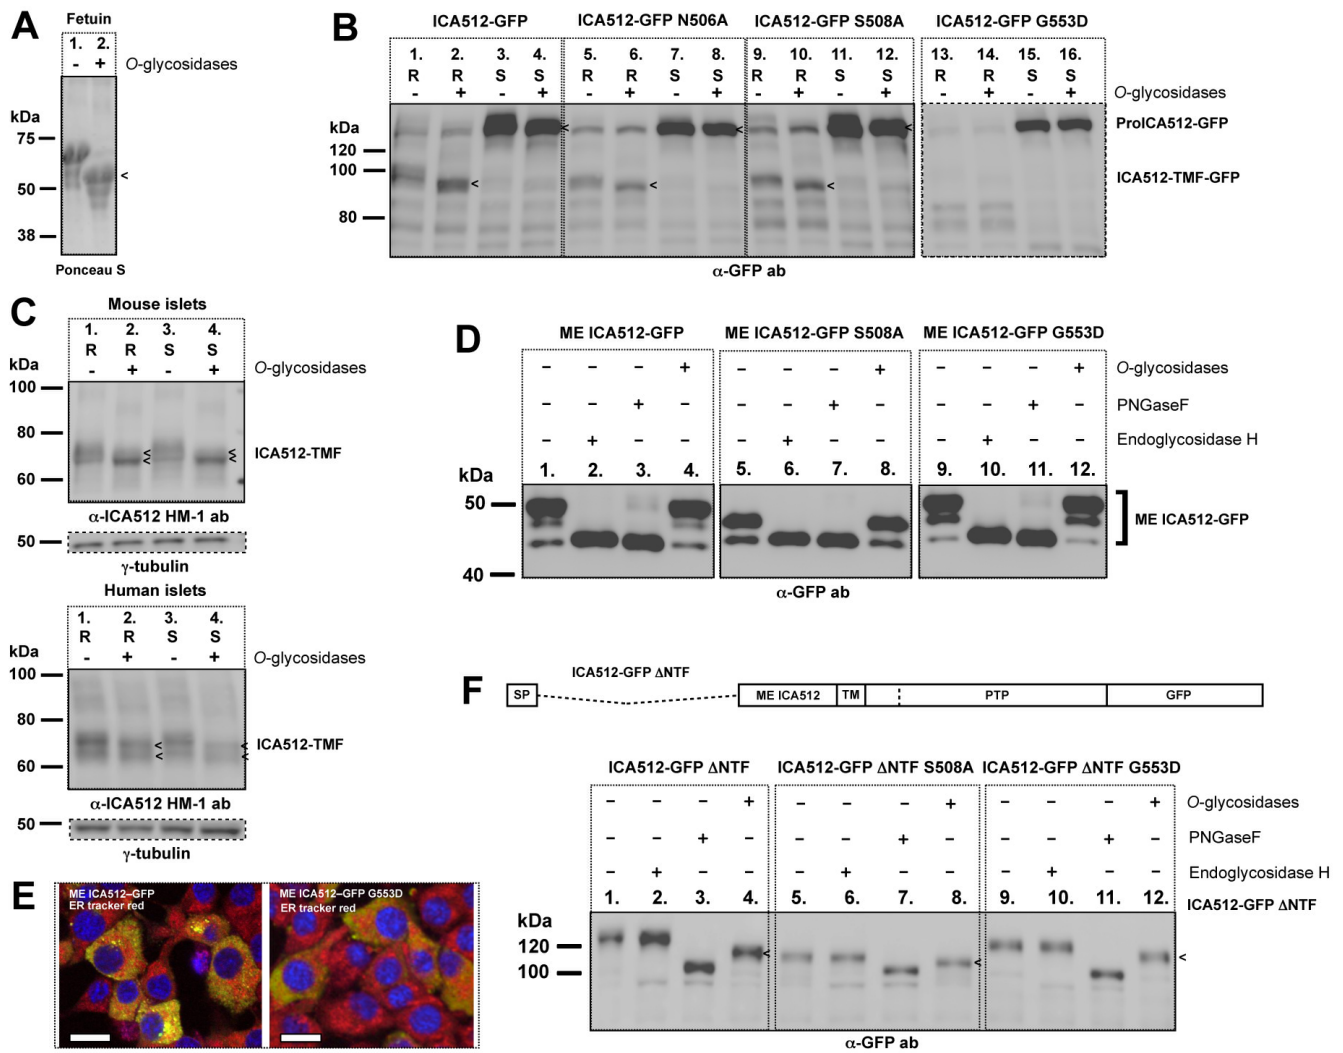 A
Fetuin
1. 2.
- + O-glycosidases
kDa
75
50
38
<
Ponceau S
B
ICA512-GFP ICA512-GFP N506A ICA512-GFP S508A ICA512-GFP G553D
1. 2. 3. 4. 5. 6. 7. 8. 9. 10. 11. 12. 13. 14. 15. 16.
R R S S R R S S R R S S R R S S
- + - + - + - + - + - + - + - + O-glycosidases
kDa
120
100
80
< < <
< < <
ProICA512-GFP
ICA512-TMF-GFP
α-GFP ab
C
Mouse islets
1. 2. 3. 4.
R R S S
- + - + O-glycosidases
kDa
100
80
60
< <
< <
ICA512-TMF
α-ICA512 HM-1 ab
50
γ-tubulin
Human islets
1. 2. 3. 4.
R R S S
- + - + O-glycosidases
kDa
100
80
60
< <
< <
ICA512-TMF
α-ICA512 HM-1 ab
50
γ-tubulin
D
ME ICA512-GFP ME ICA512-GFP S508A ME ICA512-GFP G553D
– – – + – – – + – – – + O-glycosidases
– – + – – – + – – – + – PNGaseF
– + – – – + – – – + – – Endoglycosidase H
1. 2. 3. 4. 5. 6. 7. 8. 9. 10. 11. 12.
kDa
50
40
ME ICA512-GFP
α-GFP ab
E
ME ICA512–GFP
ER tracker red
ME ICA512–GFP G553D
ER tracker red
F
ICA512-GFP ΔNTF
SP ME ICA512 TM PTP GFP
ICA512-GFP ΔNTF ICA512-GFP ΔNTF S508A ICA512-GFP ΔNTF G553D
– – – + – – – + – – – + O-glycosidases
– – + – – – + – – – + – PNGaseF
– + – – – + – – – + – – Endoglycosidase H
1. 2. 3. 4. 5. 6. 7. 8. 9. 10. 11. 12. ICA512-GFP ΔNTF
kDa
120
100
< < <
α-GFP ab